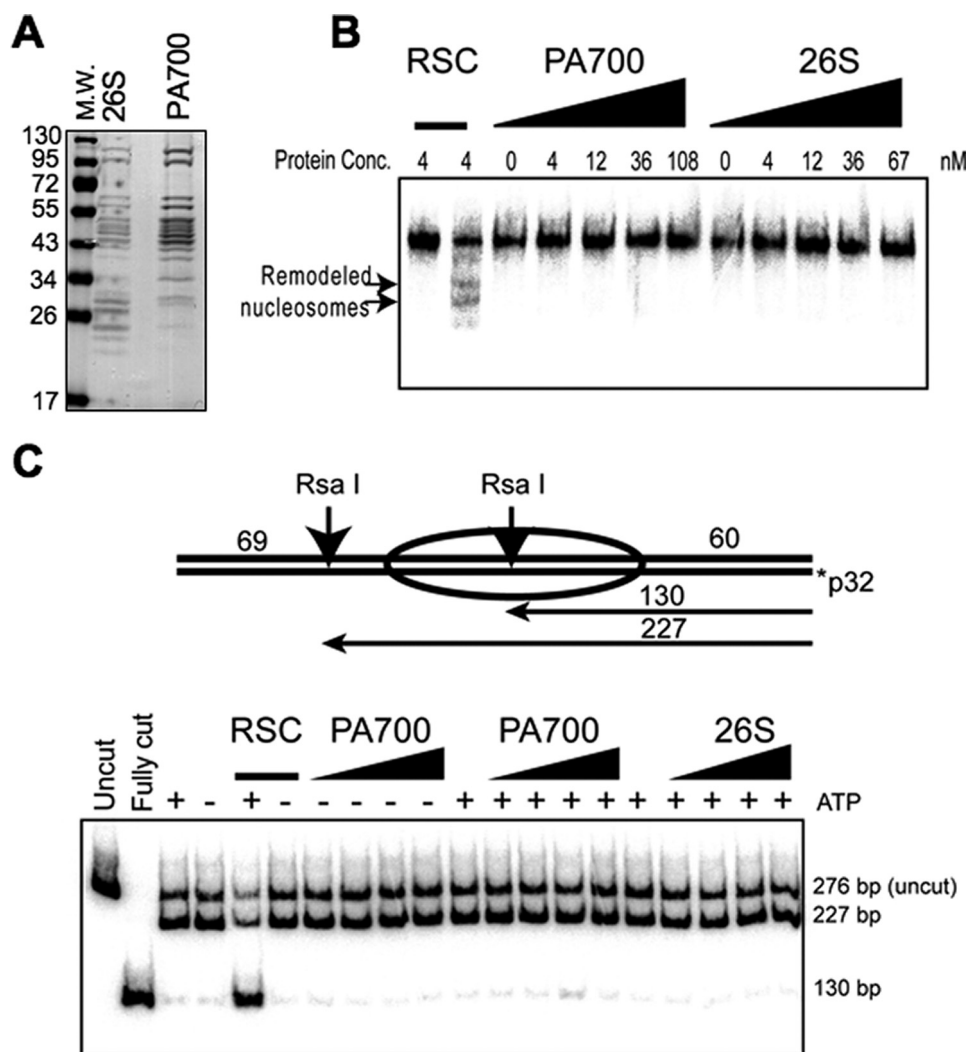 A
M.W.
26S
PA700
130
95
72
55
43
34
26
17
B
RSC PA700 26S
Protein Conc. 4 4 0 4 12 36 108 0 4 12 36 67 nM
Remodeled
nucleosomes
C
Rsa I Rsa I
69 60
*p32
130
227
Uncut
Fully cut
RSC PA700 PA700 26S
+ - + - - - - - + + + + + + + + + + ATP
276 bp (uncut)
227 bp
130 bp